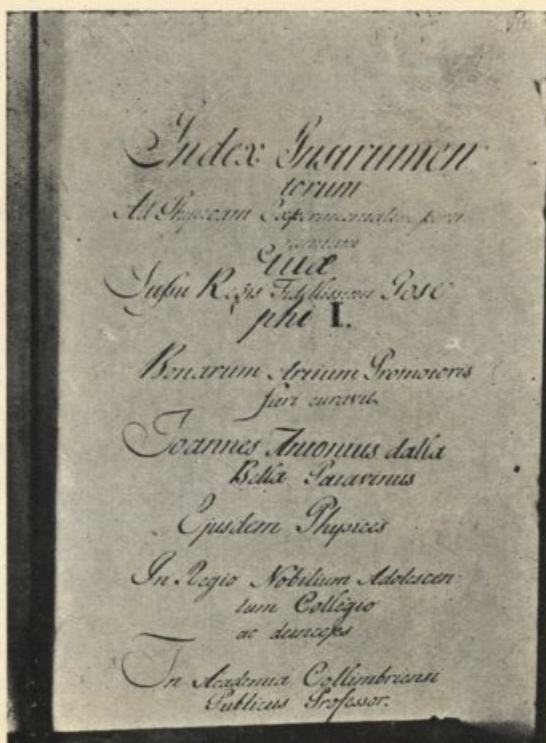 Index Instrumen
torum
Ad Physicam Experimentalem perti
nentium
Quæ
Jussu Regis Fidelissimi Jose
phi I.
Bonarum Artium Promotoris
fieri curavit
Joannes Antonius dalla
Bella Patavinus
Ejusdem Physices
In Regio Nobilium Adolescen-
tum Collegio
ac deinceps
In Academia Collimbriensi
Publicus Professor.